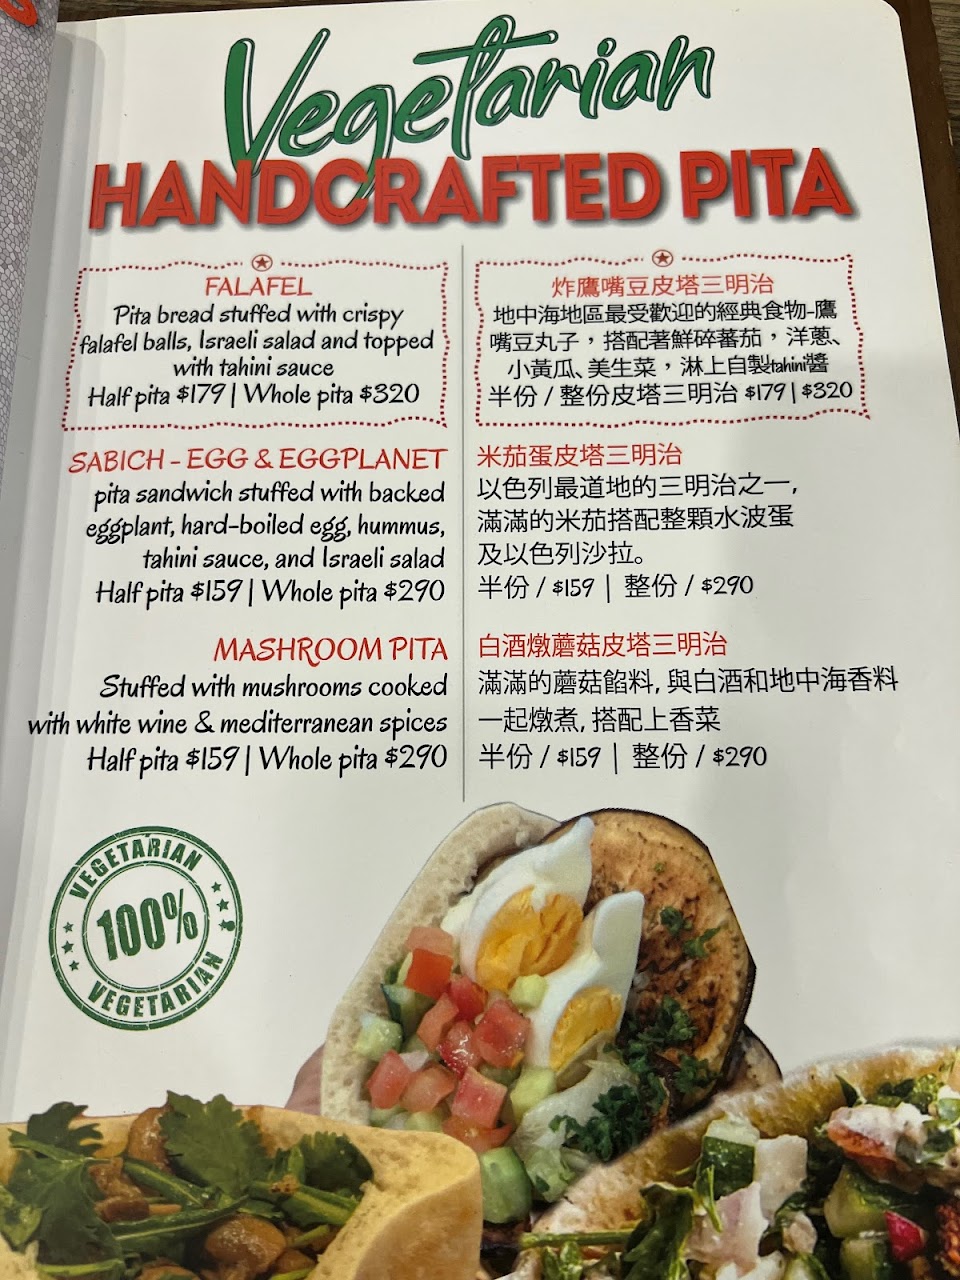 Vegetarian
HANDCRAFTED PITA
FALAFEL
Pita bread stuffed with crispy
falafel balls, Israeli salad and topped
with tahini sauce
Half pita $179 | Whole pita $320
SABICH - EGG & EGGPLANET
pita sandwich stuffed with backed
eggplant, hard-boiled egg, hummus,
tahini sauce, and Israeli salad
Half pita $159 | Whole pita $290
MASHROOM PITA
Stuffed with mushrooms cooked
with white wine & mediterranean spices
Half pita $159 | Whole pita $290
炸鷹嘴豆皮塔三明治
地中海地區最受歡迎的經典食物-鷹
嘴豆丸子，搭配著鮮碎蕃茄，洋蔥、
小黃瓜、美生菜，淋上自製tahini醬
半份 / 整份皮塔三明治 $179 | $320
米茄蛋皮塔三明治
以色列最道地的三明治之一,
滿滿的米茄搭配整顆水波蛋
及以色列沙拉。
半份 / $159 | 整份 / $290
白酒燉蘑菇皮塔三明治
滿滿的蘑菇餡料, 與白酒和地中海香料
一起燉煮, 搭配上香菜
半份 / $159 | 整份 / $290
VEGETARIAN
100%
VEGETARIAN